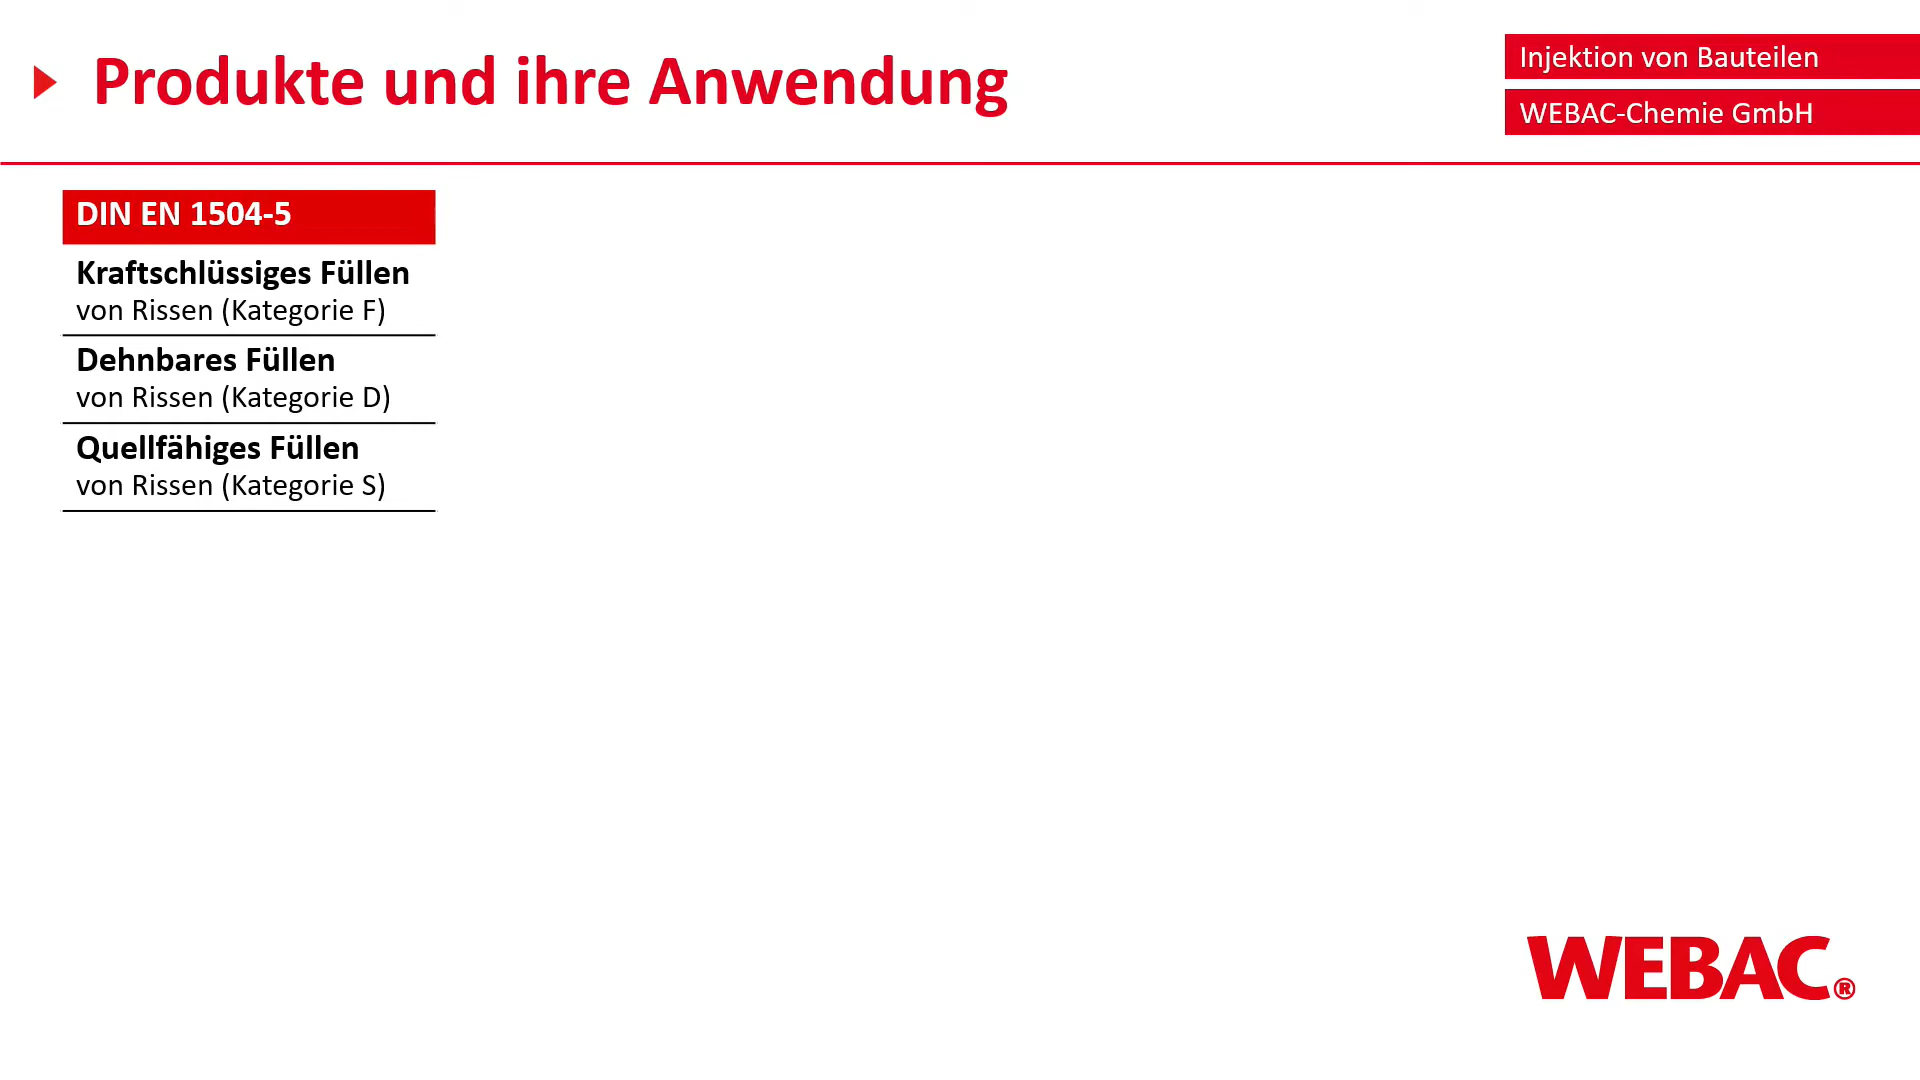 Produkte und ihre Anwendung
Injektion von Bauteilen
WEBAC-Chemie GmbH
DIN EN 1504-5
Kraftschlüssiges Füllen
von Rissen (Kategorie F)
Dehnbares Füllen
von Rissen (Kategorie D)
Quellfähiges Füllen
von Rissen (Kategorie S)
WEBAC®